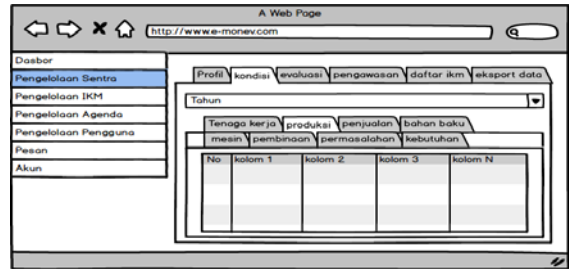 A Web Page
http://www.e-monev.com
Dasbor
Pengelolaan Sentra
Pengelolaan IKM
Pengelolaan Agenda
Pengelolaan Pengguna
Pesan
Akun
Profil kondisi evaluasi pengawasan daftar ikm eksport data
Tahun
Tenaga kerja produksi penjualan bahan baku
mesin pembinaan permasalahan kebutuhan
No kolom 1 kolom 2 kolom 3 kolom N